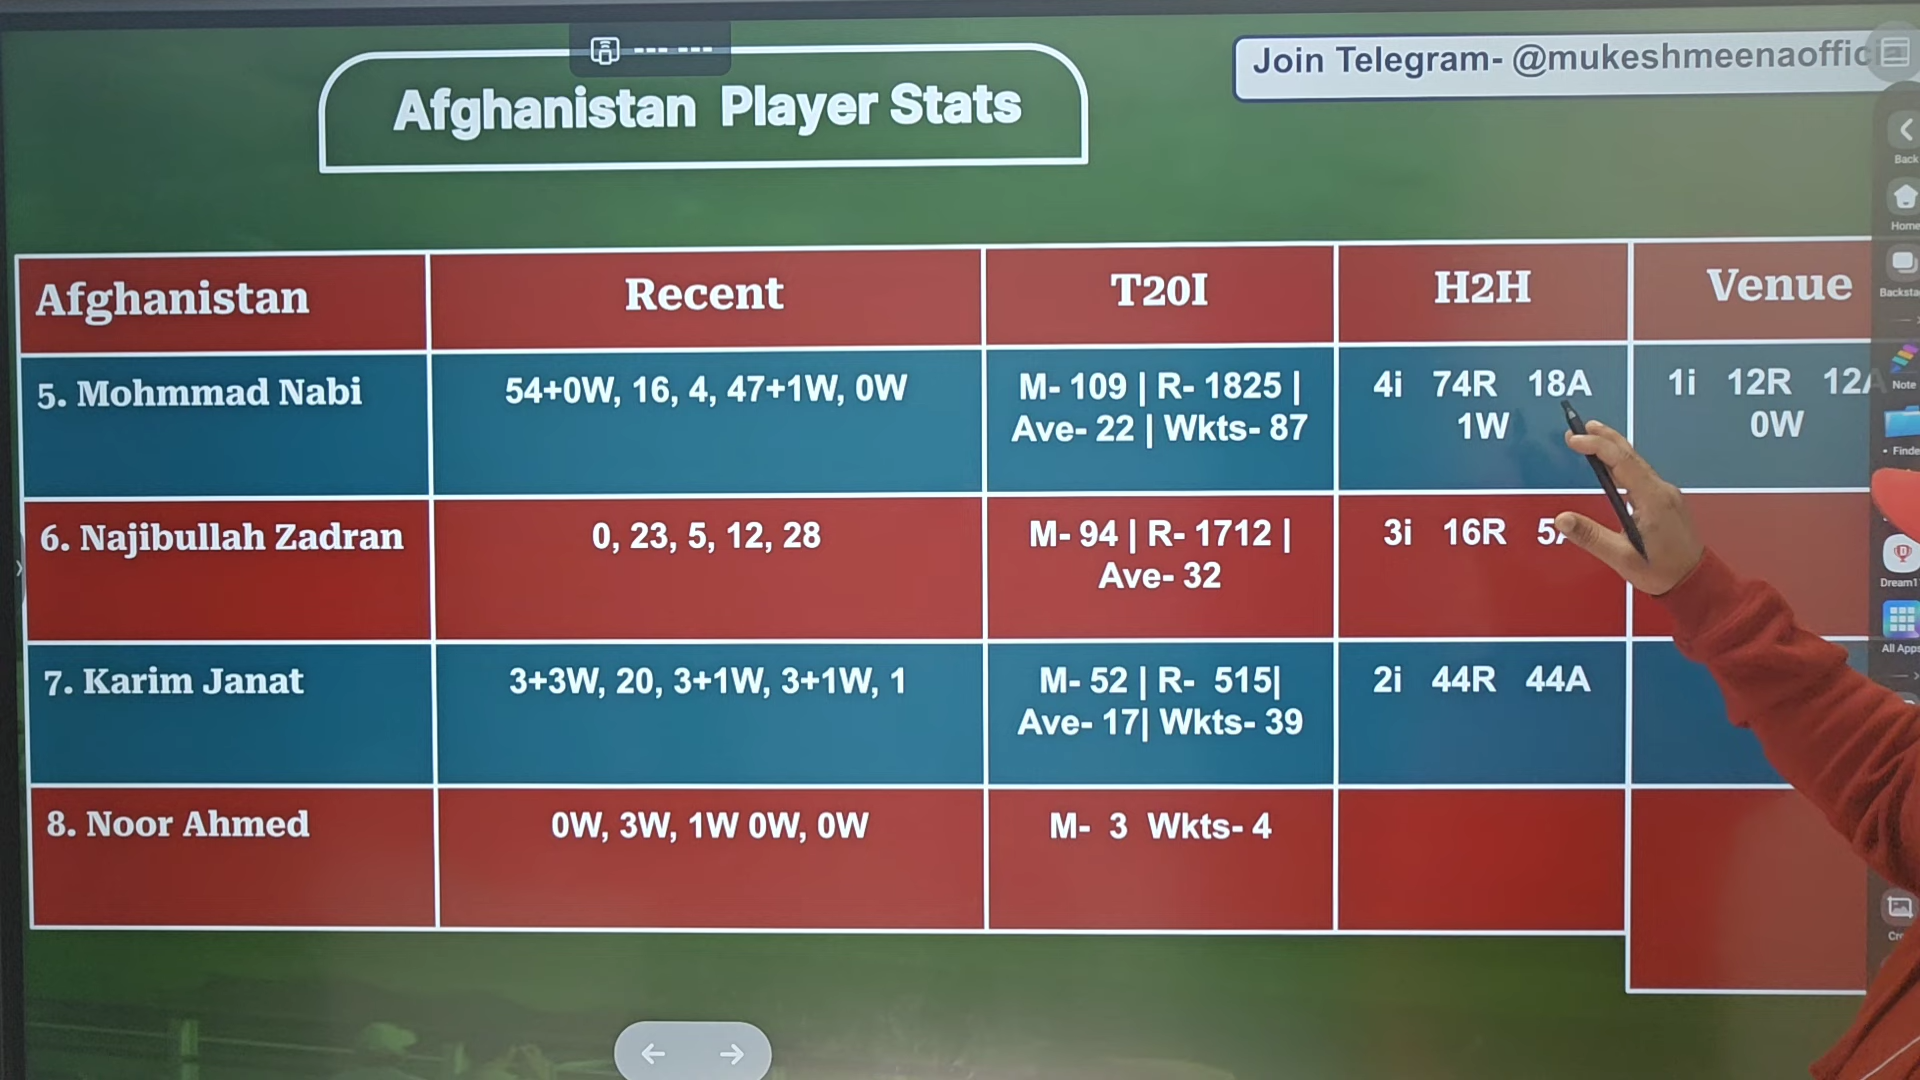 Join Telegram- @mukeshmeenaoffic
Afghanistan Player Stats
Afghanistan Recent T20I H2H Venue
5. Mohmmad Nabi 54+0W, 16, 4, 47+1W, 0W M- 109 | R- 1825 | 4i 74R 18A 1i 12R 12A
Ave- 22 | Wkts- 87 1W 0W
6. Najibullah Zadran 0, 23, 5, 12, 28 M- 94 | R- 1712 | 3i 16R
Ave- 32
7. Karim Janat 3+3W, 20, 3+1W, 3+1W, 1 M- 52 | R- 515| 2i 44R 44A
Ave- 17| Wkts- 39
8. Noor Ahmed 0W, 3W, 1W 0W, 0W M- 3 Wkts- 4
Back
Home
Note
All Apps